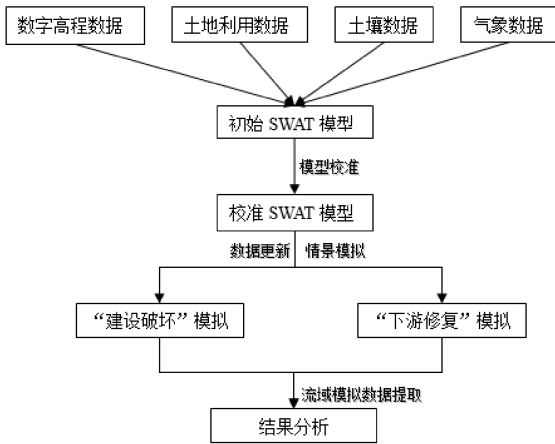 数字高程数据
土地利用数据
土壤数据
气象数据
初始 SWAT 模型
模型校准
校准 SWAT 模型
数据更新
情景模拟
“建设破坏”模拟
“下游修复”模拟
流域模拟数据提取
结果分析